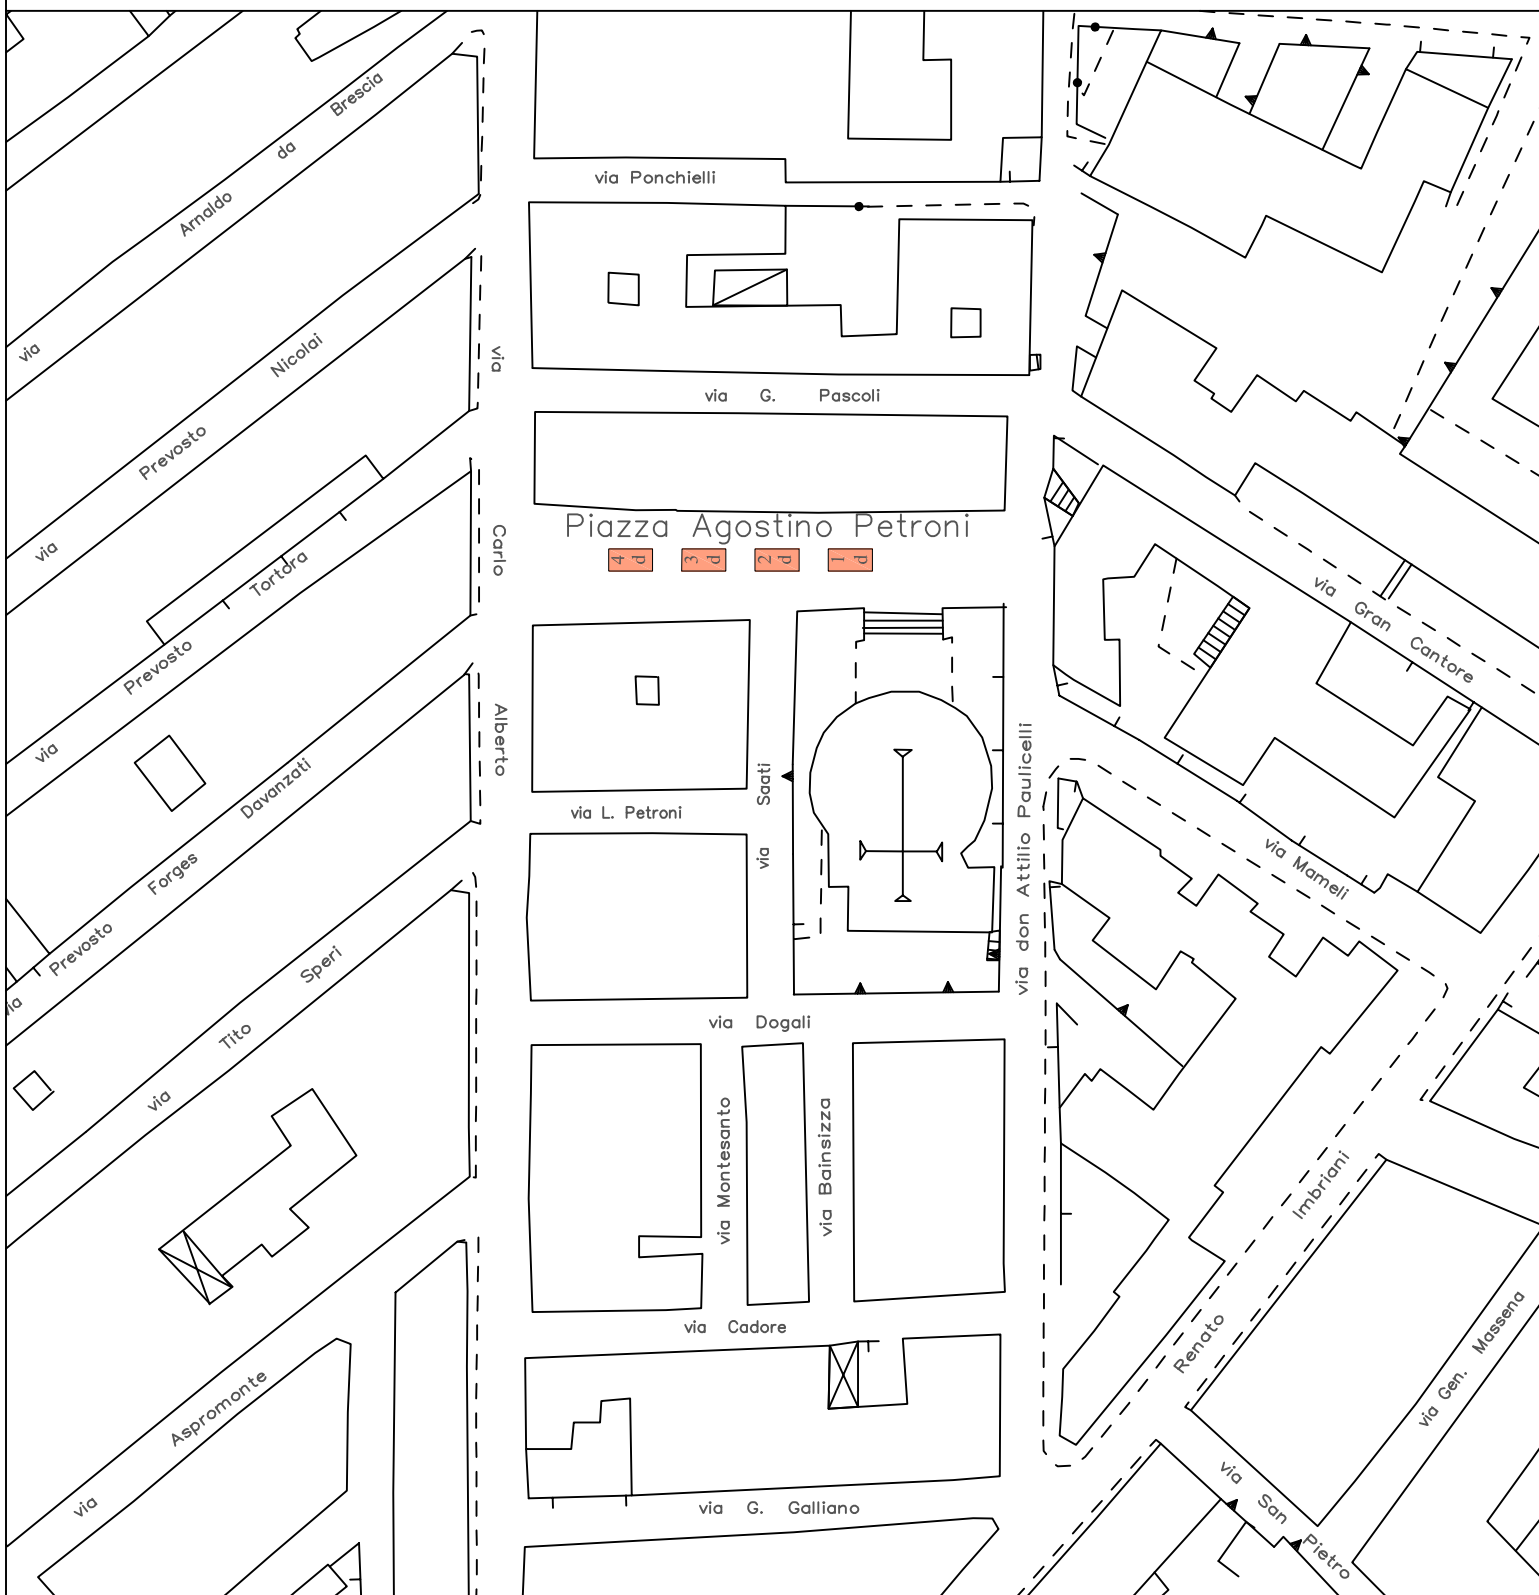 via Arnaldo da Brescia
via Ponchielli
via Prevosto Nicolai
via G. Pascoli
via Carlo Alberto
Piazza Agostino Petroni
4 d
3 d
2 d
1 d
via Prevosto Tortora
via Gran Cantore
via Prevosto Forges Davanzati
via L. Petroni
via Saati
via don Attilio Paulicelli
via Mameli
via Tito Speri
via Dogali
via Montesanto
via Bainsizza
via Renato Imbriani
via Cadore
via Aspromonte
via Gen. Massena
via G. Galliano
via San Pietro